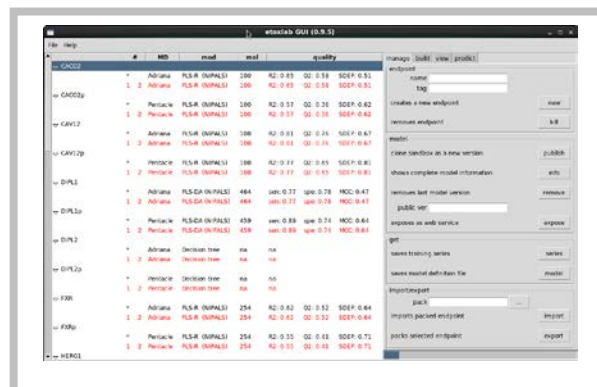 etoxlab GUI (0.9.5)
File Help
# MD mod mol quality
CACO2
* Adriana PLS-R (NIPALS) 100 R2: 0.65 Q2: 0.58 SDEP: 0.51
1 2 Adriana PLS-R (NIPALS) 100 R2: 0.65 Q2: 0.58 SDEP: 0.51
CACO2p
* Pentacle PLS-R (NIPALS) 100 R2: 0.57 SDEP: 0.62
1 2 Pentacle PLS-R (NIPALS) 100 R2: 0.57 SDEP: 0.62
CAV12
* Adriana PLS-R (NIPALS) 100 R2: 0.81 Q2: 0.76 SDEP: 0.67
1 2 Adriana PLS-R (NIPALS) 100 R2: 0.81 Q2: 0.76 SDEP: 0.67
CAV12p
* Pentacle PLS-R (NIPALS) 100 R2: 0.77 Q2: 0.65 SDEP: 0.81
1 2 Pentacle PLS-R (NIPALS) 100 R2: 0.77 Q2: 0.65 SDEP: 0.81
DIPL1
* Adriana PLS-DA (NIPALS) 464 sen: 0.77 spe: 0.78 MCC: 0.47
1 2 Adriana PLS-DA (NIPALS) 464 sen: 0.77 spe: 0.78 MCC: 0.47
DIPL1p
* Pentacle PLS-DA (NIPALS) 459 spe: 0.74 MCC: 0.64
1 2 Pentacle PLS-DA (NIPALS) 459 spe: 0.74 MCC: 0.64
DIPL2
* Adriana Decision tree na na
1 2 Adriana Decision tree na na
DIPL2p
* Pentacle Decision tree na na
1 2 Pentacle Decision tree na na
FXR
* Adriana PLS-R (NIPALS) 254 R2: 0.62 Q2: 0.52 SDEP: 0.64
1 2 Adriana PLS-R (NIPALS) 254 R2: 0.62 Q2: 0.52 SDEP: 0.64
FXRp
* Pentacle PLS-R (NIPALS) 254 R2: 0.55 Q2: 0.41 SDEP: 0.71
1 2 Pentacle PLS-R (NIPALS) 254 R2: 0.55 Q2: 0.41 SDEP: 0.71
HERG1
manage build view predict
endpoint
name
tag
creates a new endpoint new
removes endpoint kill
model
clone sandbox as a new version publish
shows complete model information info
removes last model version remove
public ver
exposes as web service expose
get
saves training series series
saves model definition file model
import/export
pack ...
imports packed endpoint import
packs selected endpoint export